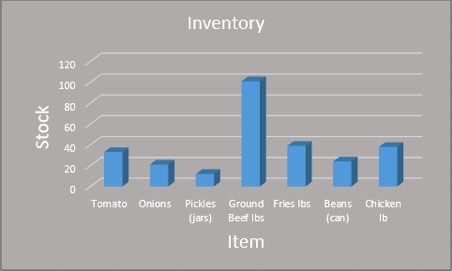 Inventory
120
100
80
60
40
20
0
Stock
Tomato
Onions
Pickles
(jars)
Ground
Beef lbs
Fries lbs
Beans
(can)
Chicken
lb
Item